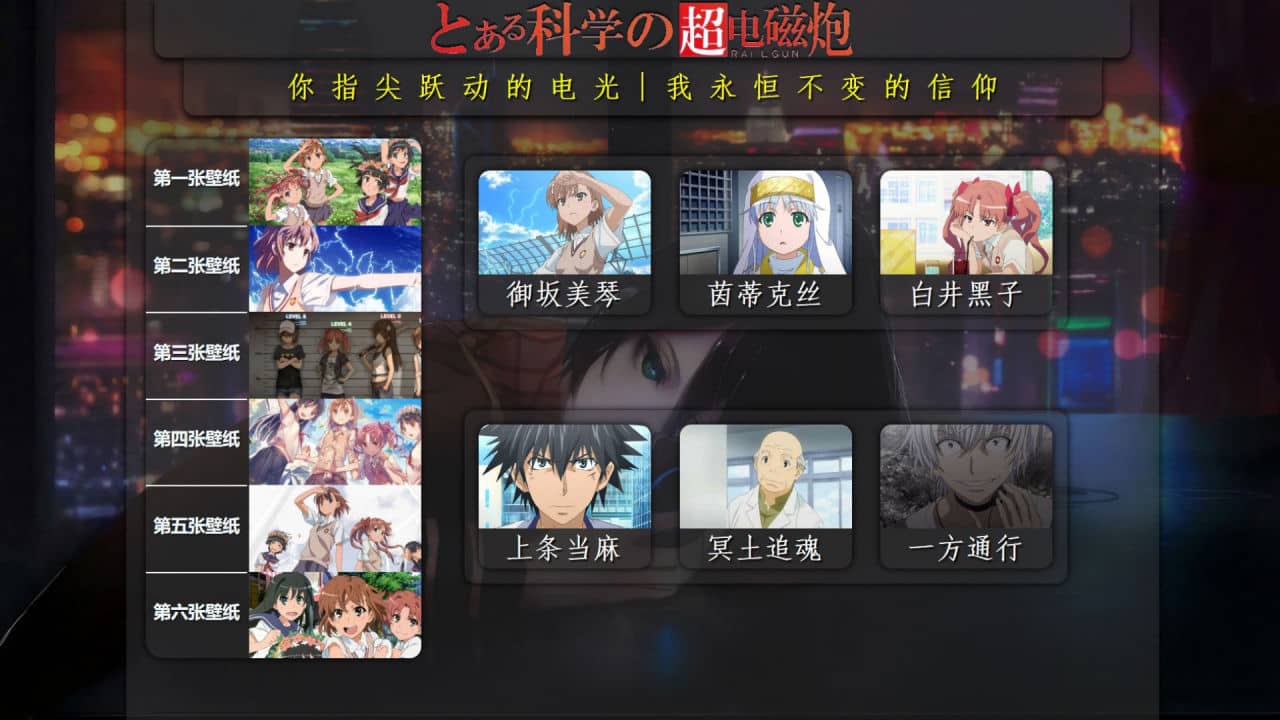 とある科学の超电磁炮
RAILGUN
你指尖跃动的电光|我永恒不变的信仰
第一张壁纸
第二张壁纸
第三张壁纸
LEVEL 4
第四张壁纸
第五张壁纸
第六张壁纸
御坂美琴
茵蒂克丝
白井黑子
上条当麻
冥土追魂
一方通行